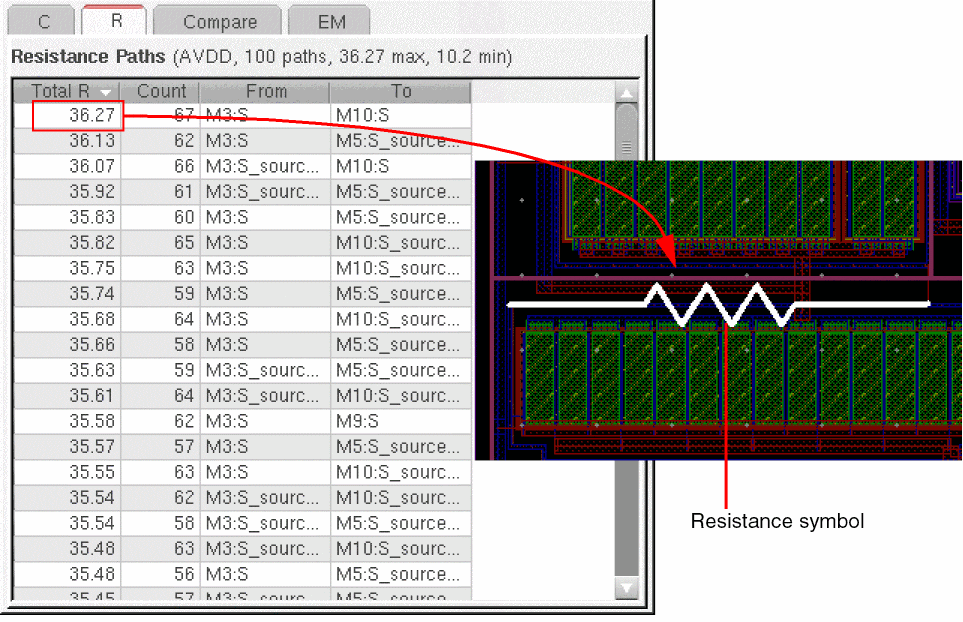 C R Compare EM
Resistance Paths (AVDD, 100 paths, 36.27 max, 10.2 min)
Total R Count From To
36.27 67 M3:S M10:S
36.13 62 M3:S M5:S_source...
36.07 66 M3:S_sourc... M10:S
35.92 61 M3:S_sourc... M5:S_source...
35.83 60 M3:S M5:S_source...
35.82 65 M3:S M10:S_sourc...
35.75 63 M3:S M10:S_sourc...
35.74 59 M3:S M5:S_source...
35.68 64 M3:S M10:S_sourc...
35.66 58 M3:S M5:S_source...
35.63 59 M3:S_sourc... M5:S_source...
35.61 64 M3:S_sourc... M10:S_sourc...
35.58 62 M3:S M9:S
35.57 57 M3:S M5:S_source...
35.55 63 M3:S M10:S_sourc...
35.54 62 M3:S_sourc... M10:S_sourc...
35.54 58 M3:S_sourc... M5:S_source...
35.48 63 M3:S_sourc... M10:S_sourc...
35.48 56 M3:S M5:S_source...
35.45 57 M3:S_sourc... M5:S_source...
Resistance symbol